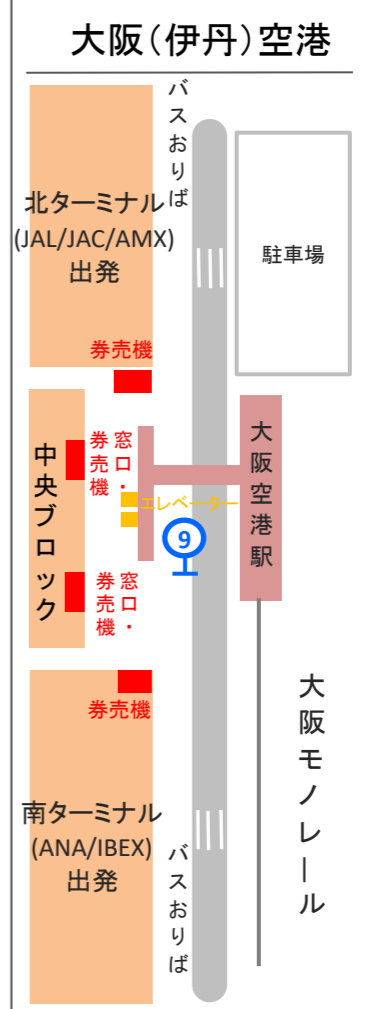 大阪(伊丹)空港
バスおりば
北ターミナル
(JAL/JAC/AMX)
出発
駐車場
券売機
中央ブロック
窓口・
券売機
エレベーター
大阪空港駅
9
窓口・
券売機
券売機
大阪モノレール
南ターミナル
(ANA/IBEX)
出発
バスおりば